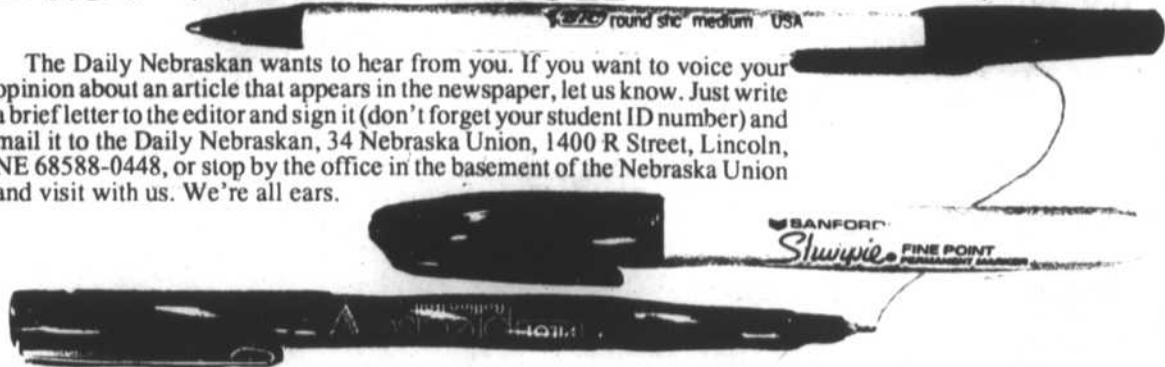 BIC round stic medium USA
The Daily Nebraskan wants to hear from you. If you want to voice your
opinion about an article that appears in the newspaper, let us know. Just write
a brief letter to the editor and sign it (don't forget your student ID number) and
mail it to the Daily Nebraskan, 34 Nebraska Union, 1400 R Street, Lincoln,
NE 68588-0448, or stop by the office in the basement of the Nebraska Union
and visit with us. We're all ears.
SANFORD
Sharpie. FINE POINT
PERMANENT MARKER
PILOT